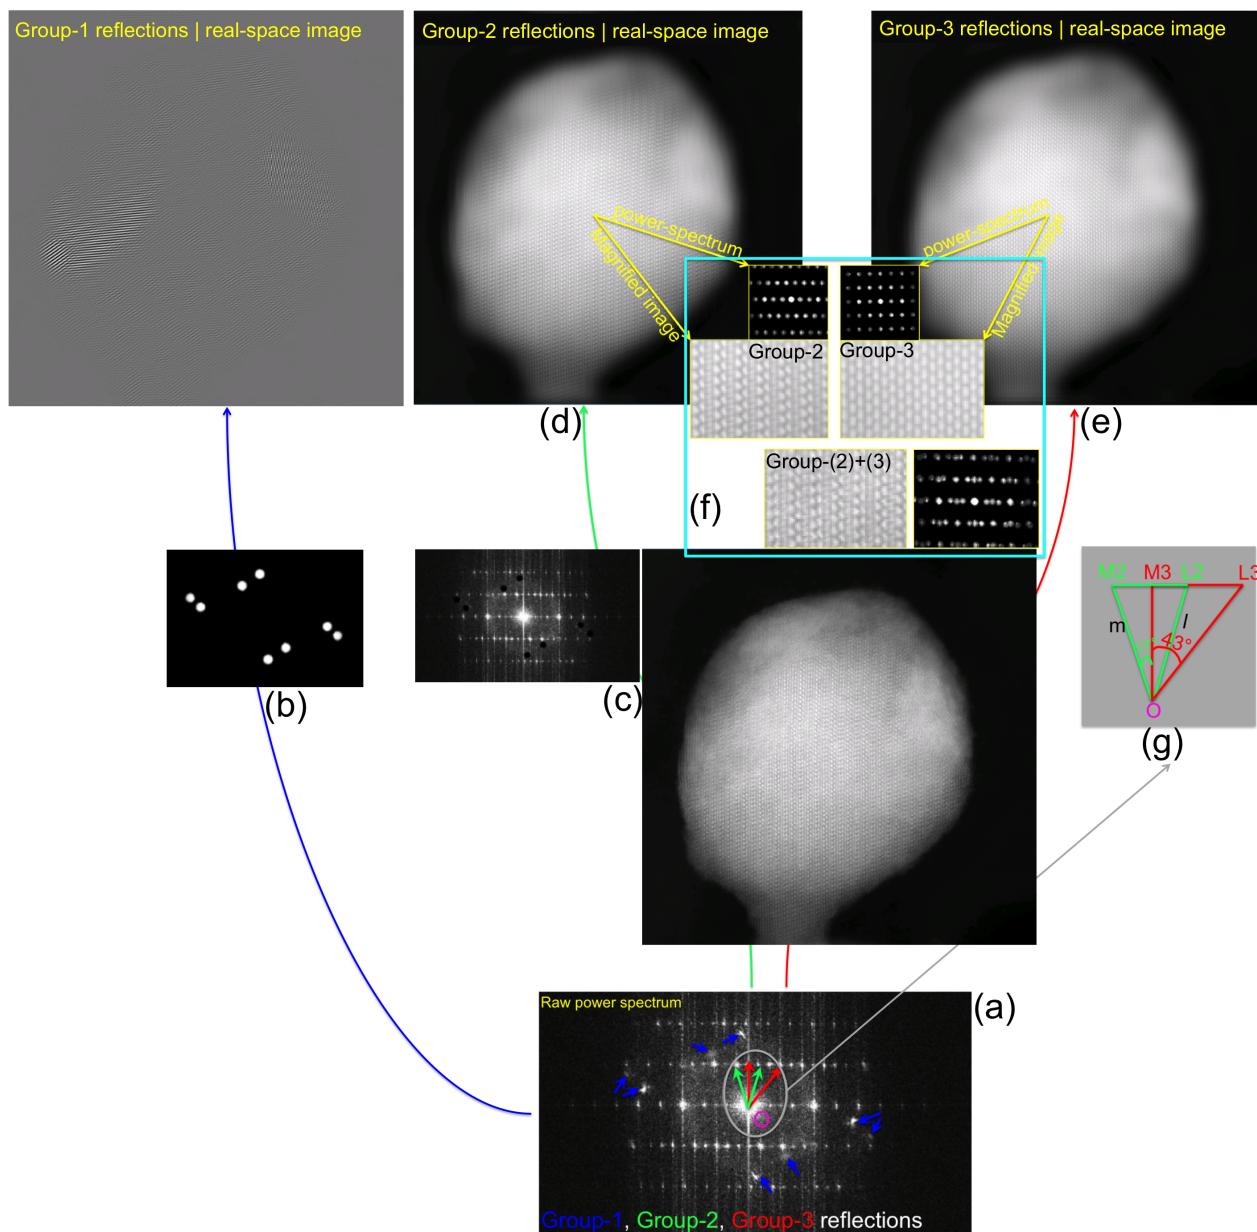 Group-1 reflections | real-space image
Group-2 reflections | real-space image
Group-3 reflections | real-space image
power-spectrum
Magnified image
power-spectrum
Magnified image
Group-2
Group-3
(d)
(e)
Group-(2)+(3)
(f)
M2 M3 L2 L3
m
l
43°
O
(b)
(c)
(g)
Raw power spectrum
(a)
O
Group-1, Group-2, Group-3 reflections